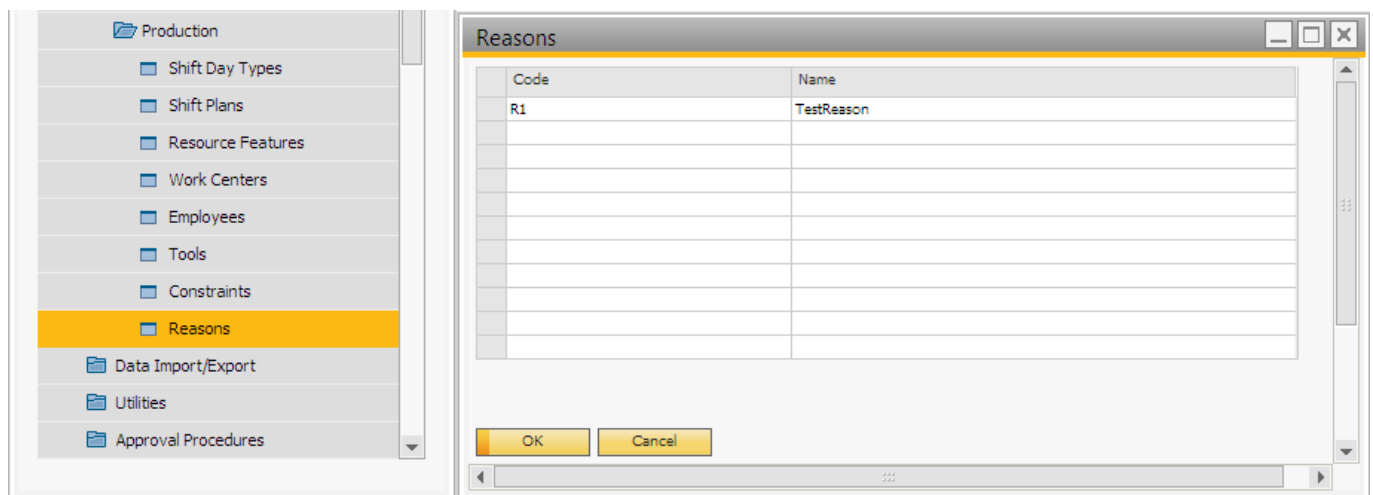 Production
Shift Day Types
Shift Plans
Resource Features
Work Centers
Employees
Tools
Constraints
Reasons
Data Import/Export
Utilities
Approval Procedures
Reasons
Code Name
R1 TestReason
OK Cancel